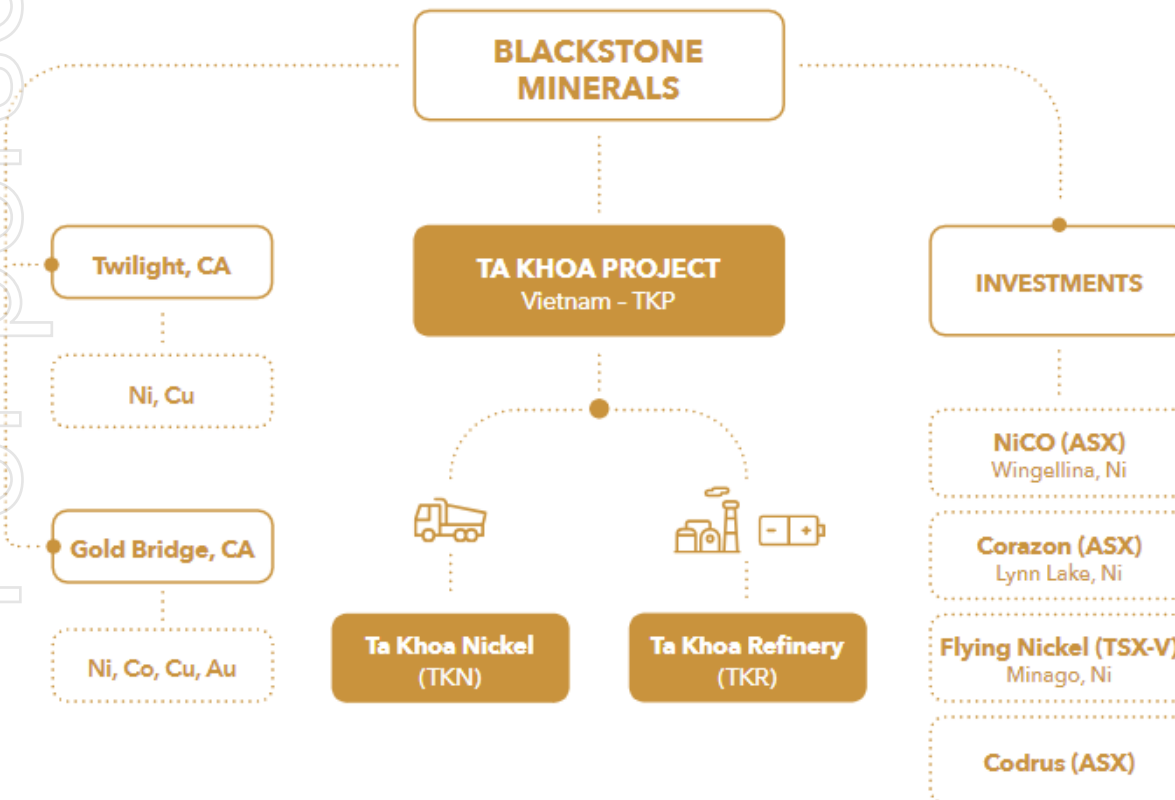 BLACKSTONE
MINERALS
Twilight, CA
Ni, Cu
Gold Bridge, CA
Ni, Co, Cu, Au
TA KHOA PROJECT
Vietnam – TKP
Ta Khoa Nickel
(TKN)
Ta Khoa Refinery
(TKR)
INVESTMENTS
NiCO (ASX)
Wingellina, Ni
Corazon (ASX)
Lynn Lake, Ni
Flying Nickel (TSX-V)
Minago, Ni
Codrus (ASX)